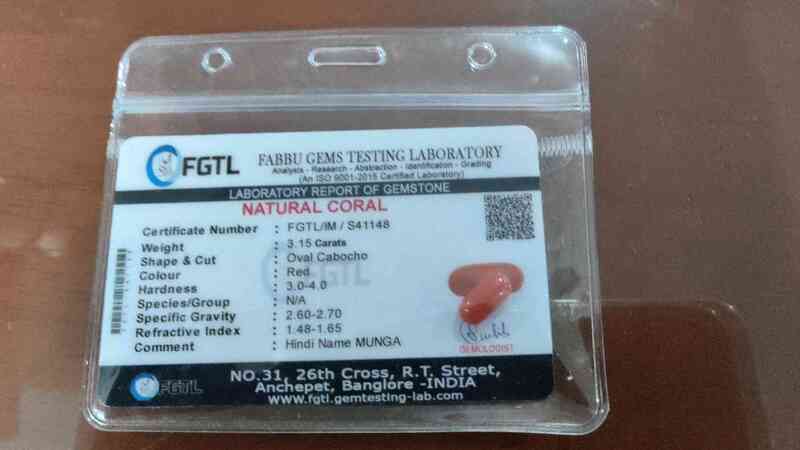 FGTL
FABBU GEMS TESTING LABORATORY
Analysis - Research - Abstraction - Identification - Grading
(An ISO 9001-2015 Certified Laboratory)
LABORATORY REPORT OF GEMSTONE
NATURAL CORAL
Certificate Number : FGTL/IM / S41148
Weight : 3.15 Carats
Shape & Cut : Oval Cabocho
Colour : Red
Hardness : 3.0-4.0
Species/Group : N/A
Specific Gravity : 2.60-2.70
Refractive Index : 1.48-1.65
Comment : Hindi Name MUNGA
GEMOLOGIST
FGTL
NO.31, 26th Cross, R.T. Street,
Anchepet, Banglore -INDIA
www.fgtl.gemtesting-lab.com